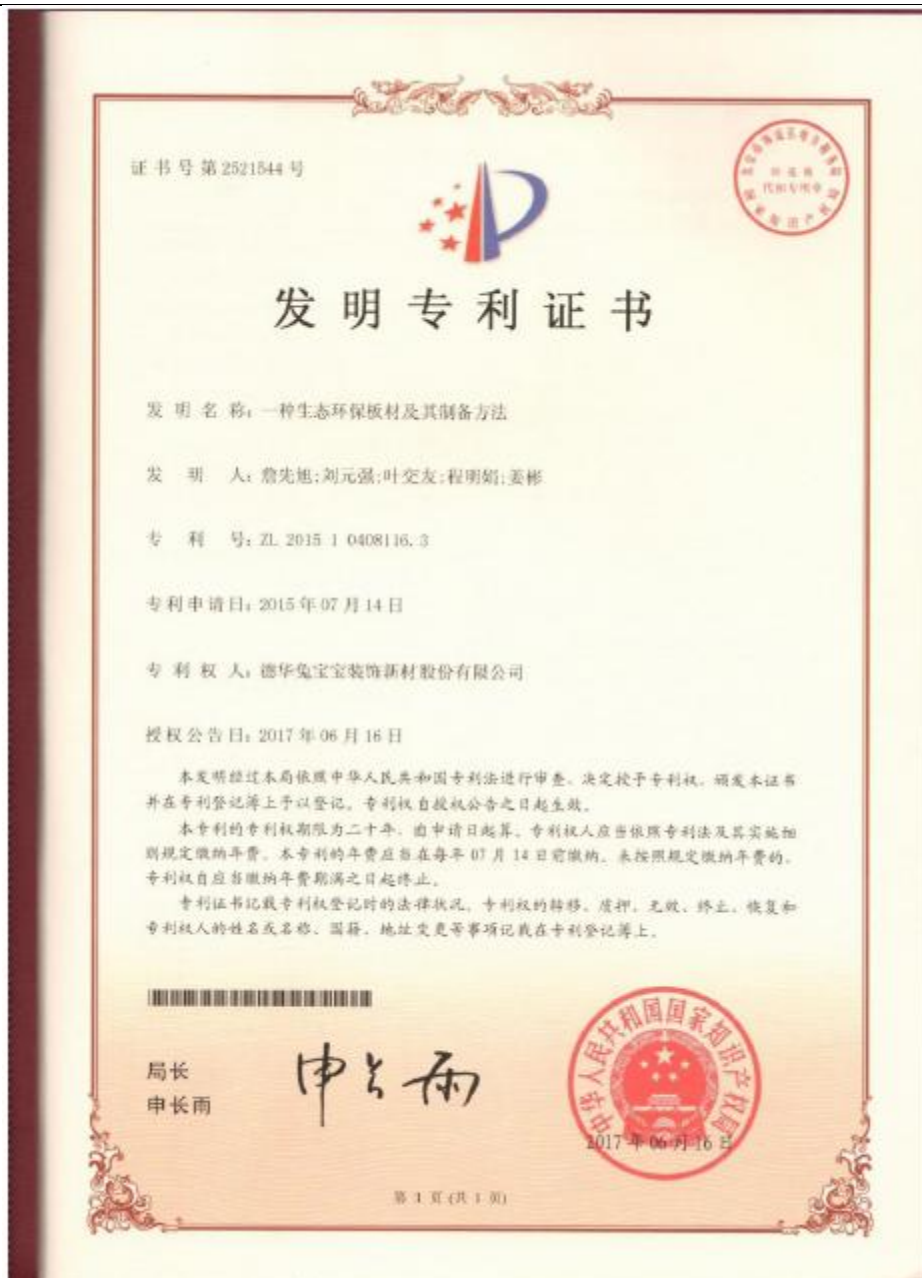 证书号第2521544号
发明专利证书
发明名称：一种生态环保板材及其制备方法
发明人：詹先旭;刘元强;叶交友;程明娟;姜彬
专利号：ZL 2015 1 0408116.3
专利申请日：2015年07月14日
专利权人：德华兔宝宝装饰新材股份有限公司
授权公告日：2017年06月16日
本发明经过本局依照中华人民共和国专利法进行审查，决定授予专利权，颁发本证书
并在专利登记簿上予以登记。专利权自授权公告之日起生效。
本专利的专利权期限为二十年，自申请日起算。专利权人应当依照专利法及其实施细
则规定缴纳年费。本专利的年费应当在每年07月14日前缴纳。未按照规定缴纳年费的，
专利权自应当缴纳年费期满之日起终止。
专利证书记载专利权登记时的法律状况。专利权的转移、质押、无效、终止、恢复和
专利权人的姓名或名称、国籍、地址变更等事项记载在专利登记簿上。
局长
申长雨
申长雨
中华人民共和国国家知识产权局
2017年06月16日
第1页(共1页)